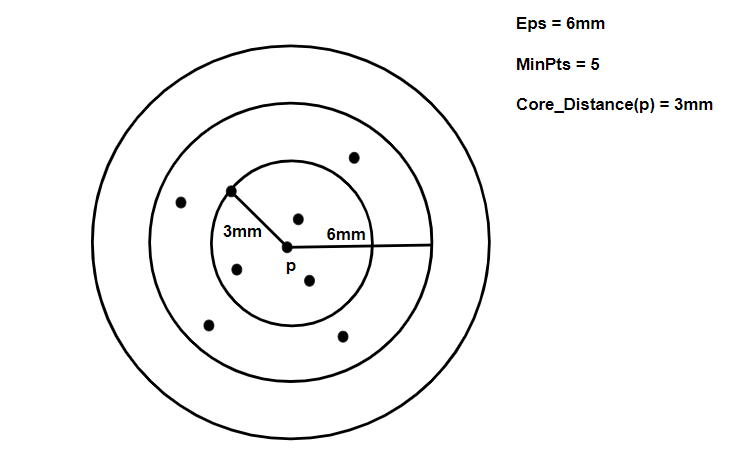 Eps = 6mm
MinPts = 5
Core_Distance(p) = 3mm
3mm
6mm
p